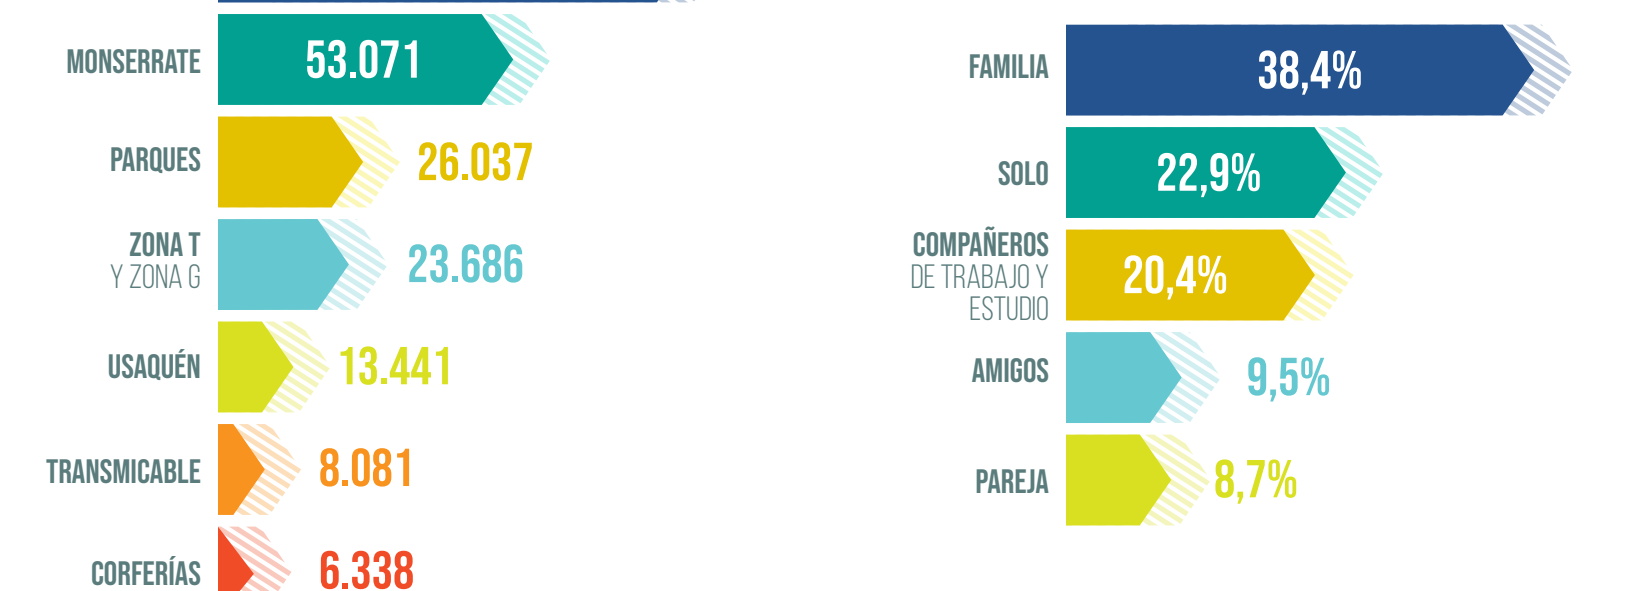 MONSERRATE
53.071
PARQUES
26.037
ZONA T
Y ZONA G
23.686
USAQUÉN
13.441
TRANSMICABLE
8.081
CORFERÍAS
6.338
FAMILIA
38,4%
SOLO
22,9%
COMPAÑEROS
DE TRABAJO Y
ESTUDIO
20,4%
AMIGOS
9,5%
PAREJA
8,7%